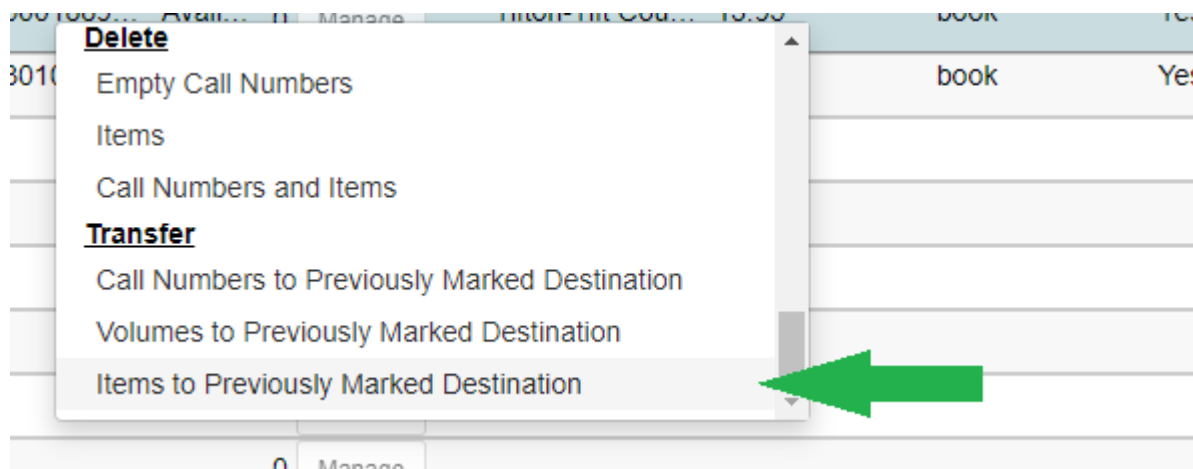 Manage
book
Delete
Empty Call Numbers
book
Items
Call Numbers and Items
Transfer
Call Numbers to Previously Marked Destination
Volumes to Previously Marked Destination
Items to Previously Marked Destination
0 Manage